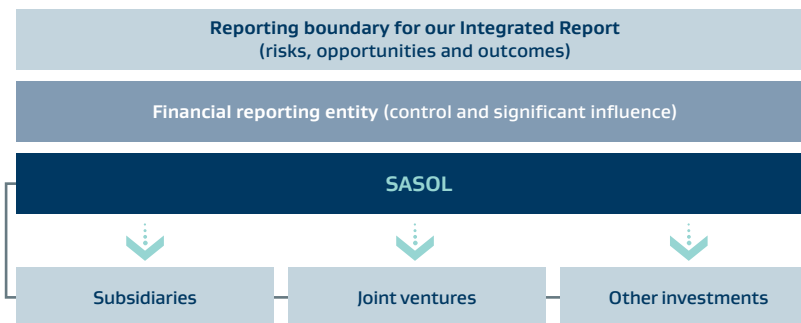 Reporting boundary for our Integrated Report
(risks, opportunities and outcomes)
Financial reporting entity (control and significant influence)
SASOL
Subsidiaries
Joint ventures
Other investments